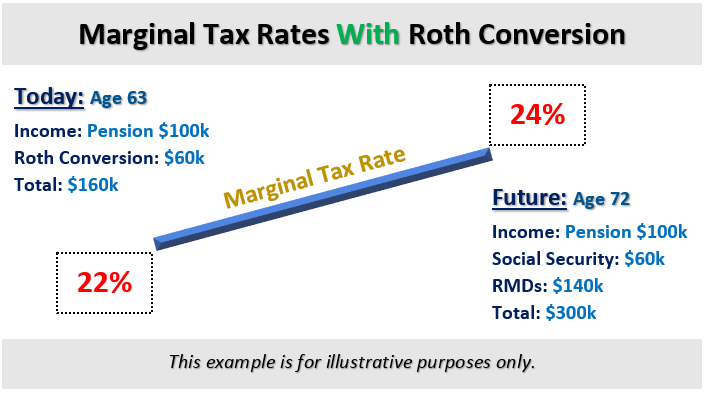 Marginal Tax Rates With Roth Conversion
Today: Age 63
Income: Pension $100k
Roth Conversion: $60k
Total: $160k
22%
Marginal Tax Rate
24%
Future: Age 72
Income: Pension $100k
Social Security: $60k
RMDs: $140k
Total: $300k
This example is for illustrative purposes only.